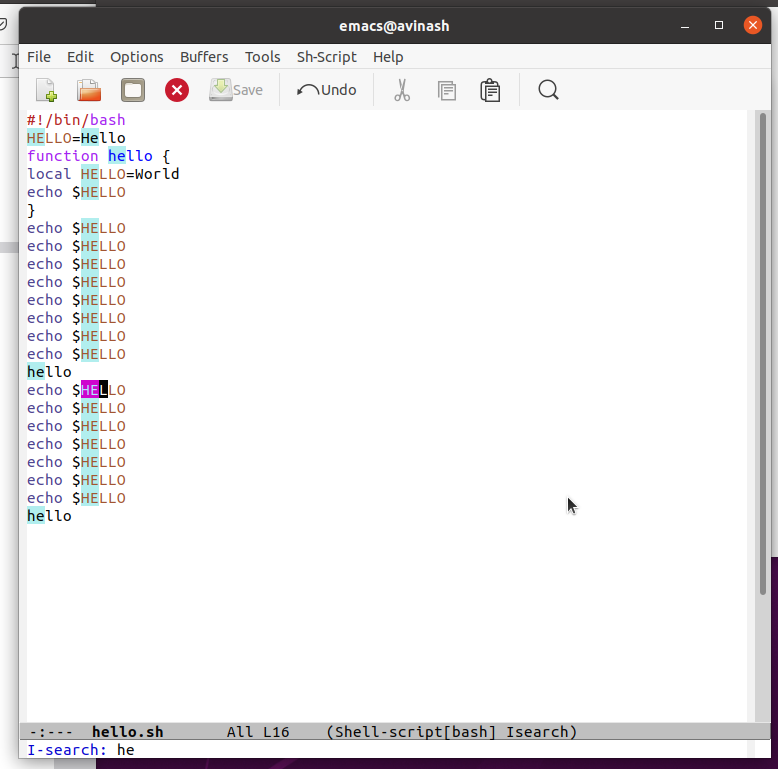 emacs@avinash
File Edit Options Buffers Tools Sh-Script Help
Save Undo
#!/bin/bash
HELLO=Hello
function hello {
local HELLO=World
echo $HELLO
}
echo $HELLO
echo $HELLO
echo $HELLO
echo $HELLO
echo $HELLO
echo $HELLO
echo $HELLO
echo $HELLO
hello
echo $HELLO
echo $HELLO
echo $HELLO
echo $HELLO
echo $HELLO
echo $HELLO
echo $HELLO
hello
-:--- hello.sh All L16 (Shell-script[bash] Isearch)
I-search: he